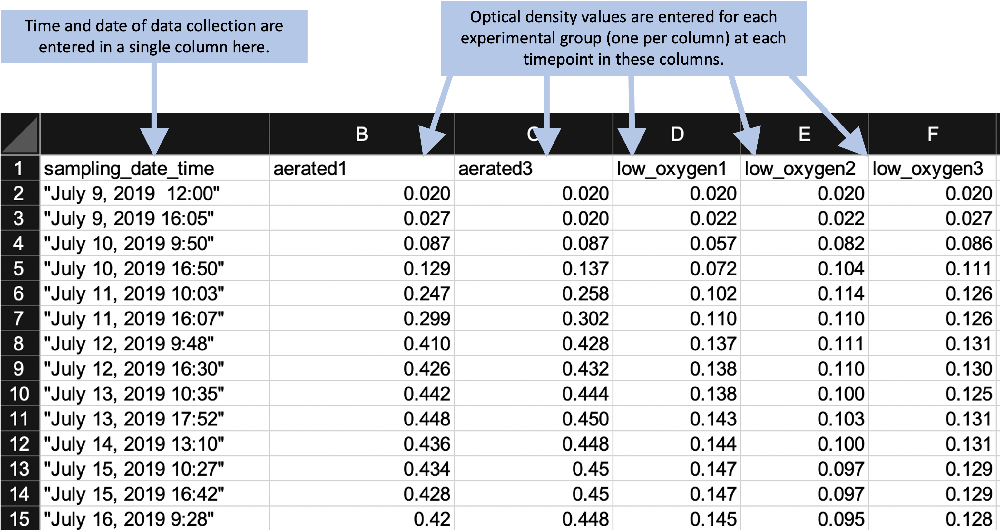 Time and date of data collection are
entered in a single column here.
Optical density values are entered for each
experimental group (one per column) at each
timepoint in these columns.
B C D E F
1 sampling_date_time aerated1 aerated3 low_oxygen1 low_oxygen2 low_oxygen3
2 "July 9, 2019  12:00" 0.020 0.020 0.020 0.020 0.020
3 "July 9, 2019 16:05" 0.027 0.020 0.022 0.022 0.027
4 "July 10, 2019 9:50" 0.087 0.087 0.057 0.082 0.086
5 "July 10, 2019 16:50" 0.129 0.137 0.072 0.104 0.111
6 "July 11, 2019 10:03" 0.247 0.258 0.102 0.114 0.126
7 "July 11, 2019 16:07" 0.299 0.302 0.110 0.110 0.126
8 "July 12, 2019 9:48" 0.410 0.428 0.137 0.111 0.131
9 "July 12, 2019 16:30" 0.426 0.432 0.138 0.110 0.130
10 "July 13, 2019 10:35" 0.442 0.444 0.138 0.100 0.125
11 "July 13, 2019 17:52" 0.448 0.450 0.143 0.103 0.131
12 "July 14, 2019 13:10" 0.436 0.448 0.144 0.100 0.131
13 "July 15, 2019 10:27" 0.434 0.45 0.147 0.097 0.129
14 "July 15, 2019 16:42" 0.428 0.45 0.147 0.097 0.129
15 "July 16, 2019 9:28" 0.42 0.448 0.145 0.095 0.128